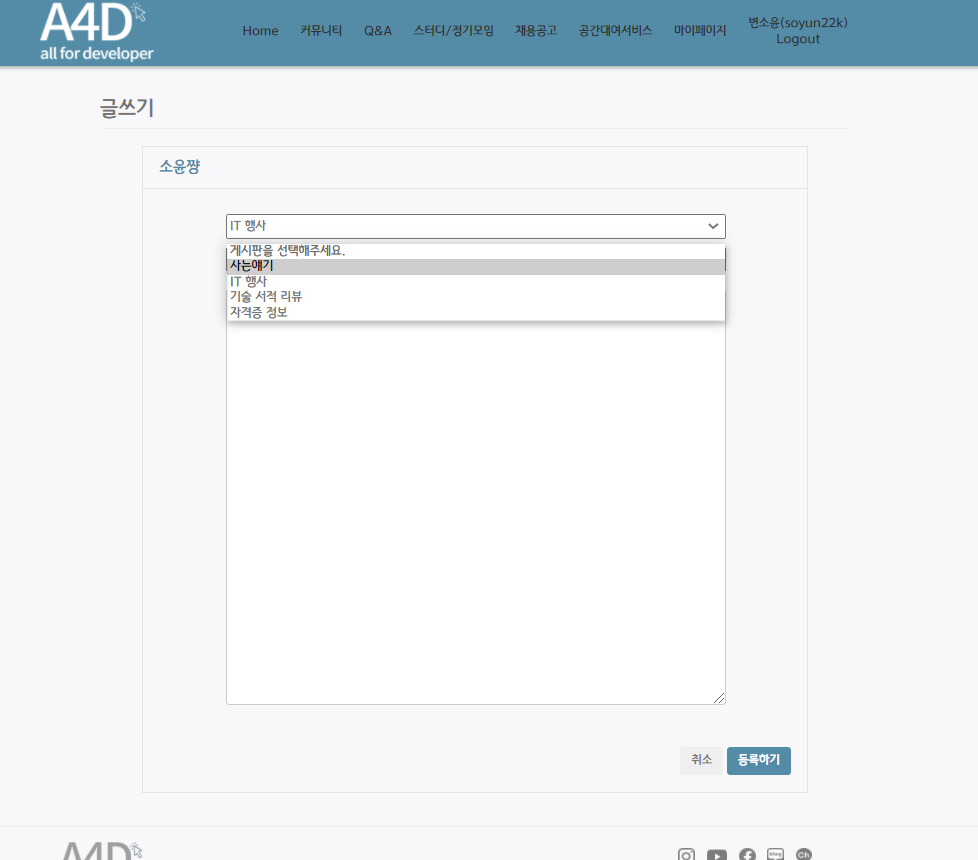 A4D
all for developer
Home 커뮤니티 Q&A 스터디/정기모임 채용공고 공간대여서비스 마이페이지 변소윤(soyun22k)
Logout
글쓰기
소윤쨩
IT 행사
게시판을 선택해주세요.
사는얘기
IT 행사
기술 서적 리뷰
자격증 정보
취소 등록하기
A4D
blog Ch